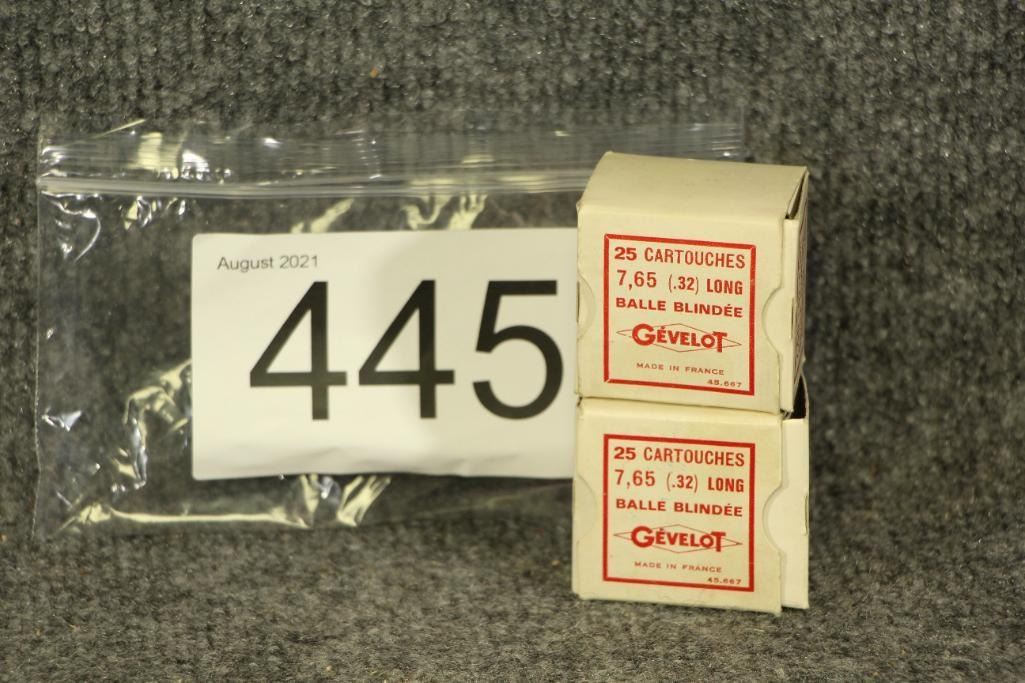 August 2021
445
25 CARTOUCHES
7,65 (.32) LONG
BALLE BLINDÉE
GÉVELOT
MADE IN FRANCE
45.667
25 CARTOUCHES
7,65 (.32) LONG
BALLE BLINDÉE
GÉVELOT
MADE IN FRANCE
45.667